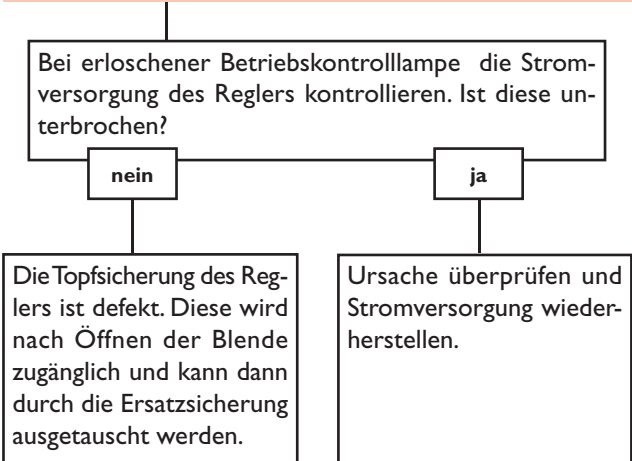 Bei erloschener Betriebskontrolllampe die Strom-
versorgung des Reglers kontrollieren. Ist diese un-
terbrochen?
nein
ja
Die Topfsicherung des Reg-
lers ist defekt. Diese wird
nach Öffnen der Blende
zugänglich und kann dann
durch die Ersatzsicherung
ausgetauscht werden.
Ursache überprüfen und
Stromversorgung wieder-
herstellen.